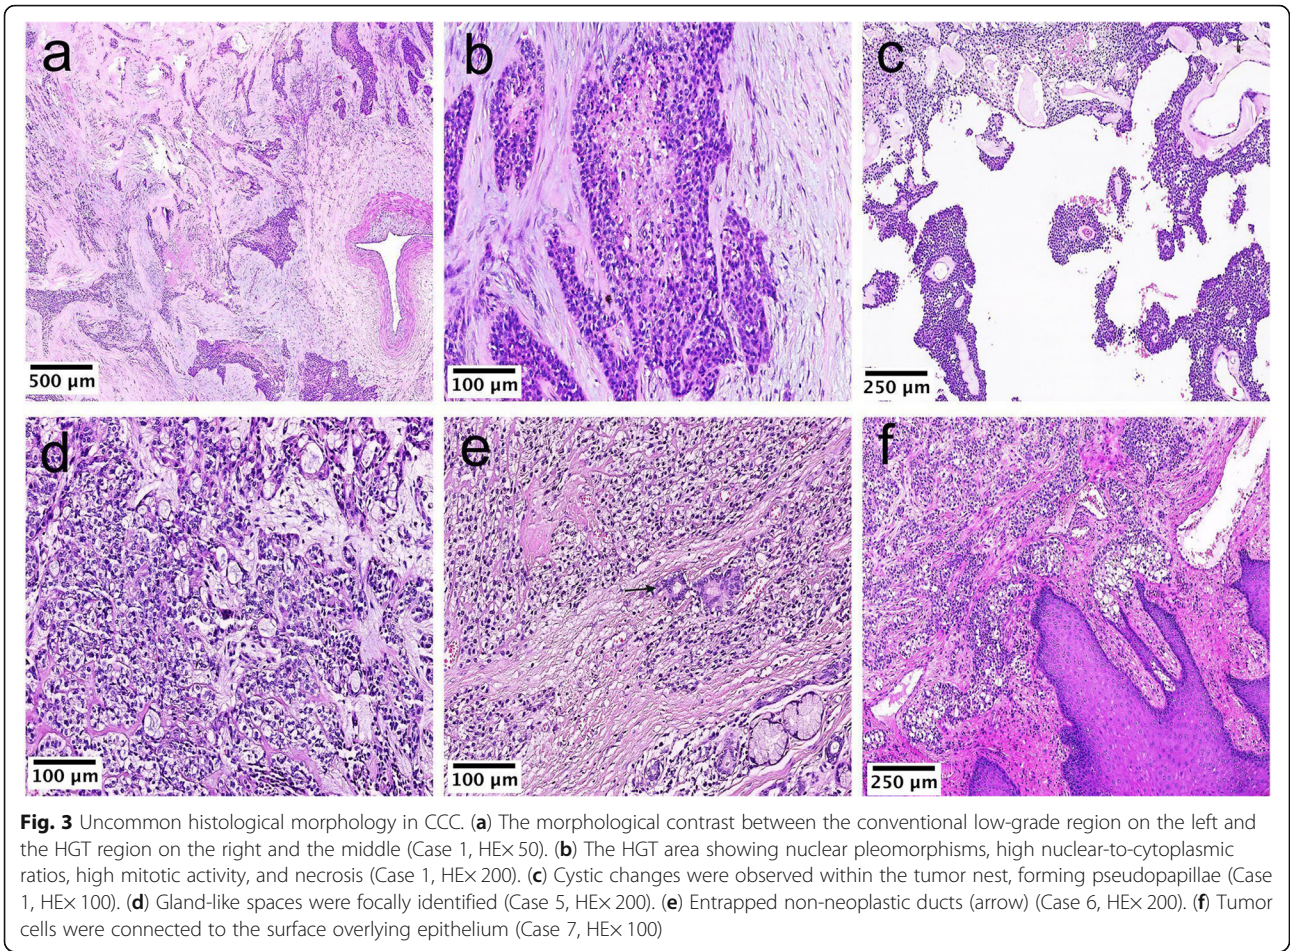 a
b
c
500 µm
100 µm
250 µm
d
e
f
100 µm
100 µm
250 µm
Fig. 3 Uncommon histological morphology in CCC. (a) The morphological contrast between the conventional low-grade region on the left and
the HGT region on the right and the middle (Case 1, HE× 50). (b) The HGT area showing nuclear pleomorphisms, high nuclear-to-cytoplasmic
ratios, high mitotic activity, and necrosis (Case 1, HE× 200). (c) Cystic changes were observed within the tumor nest, forming pseudopapillae (Case
1, HE× 100). (d) Gland-like spaces were focally identified (Case 5, HE× 200). (e) Entrapped non-neoplastic ducts (arrow) (Case 6, HE× 200). (f) Tumor
cells were connected to the surface overlying epithelium (Case 7, HE× 100)